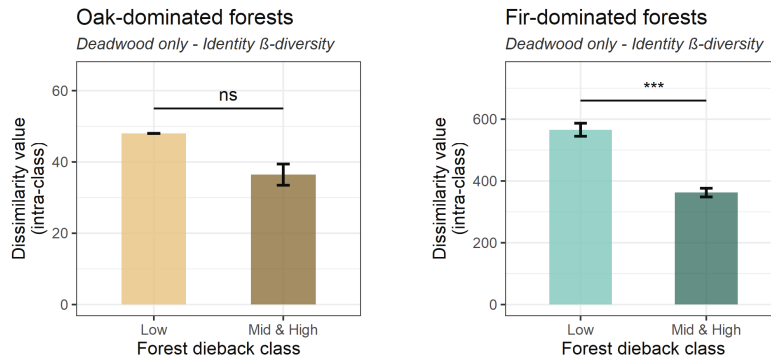 Oak-dominated forests
Deadwood only - Identity ß-diversity
Dissimilarity value
(intra-class)
60
40
20
0
ns
Low
Mid & High
Forest dieback class
Fir-dominated forests
Deadwood only - Identity ß-diversity
Dissimilarity value
(intra-class)
600
400
200
0
***
Low
Mid & High
Forest dieback class